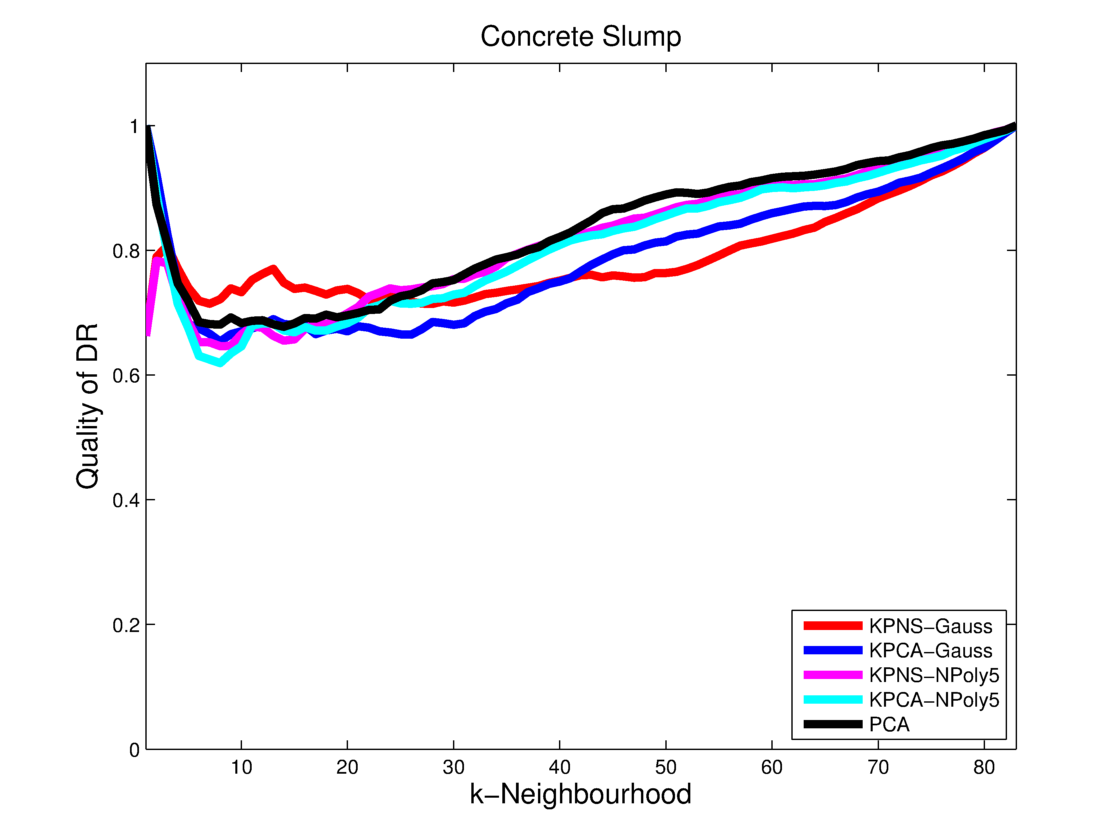 Concrete Slump
1
0.8
0.6
0.4
0.2
0
Quality of DR
10 20 30 40 50 60 70 80
k−Neighbourhood
KPNS−Gauss
KPCA−Gauss
KPNS−NPoly5
KPCA−NPoly5
PCA